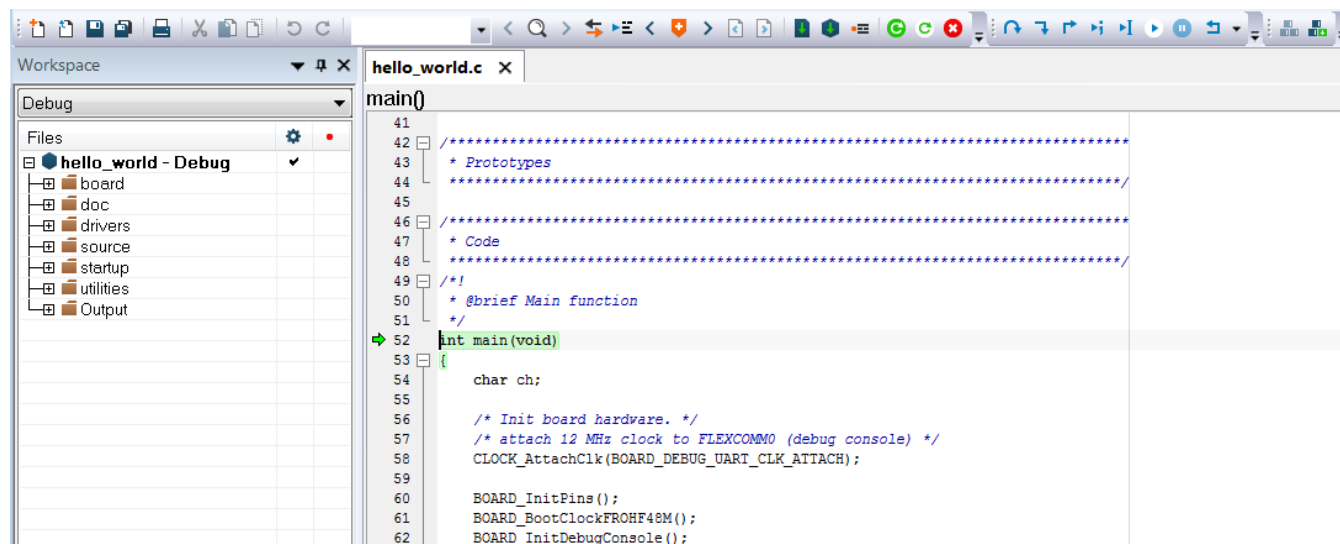 Workspace
Debug
Files
hello_world - Debug
board
doc
drivers
source
startup
utilities
Output
hello_world.c
main()
41
42 /*******************************************************************************
43  * Prototypes
44  ******************************************************************************/
45
46 /*******************************************************************************
47  * Code
48  ******************************************************************************/
49 /*!
50  * @brief Main function
51  */
52 int main(void)
53 {
54     char ch;
55
56     /* Init board hardware. */
57     /* attach 12 MHz clock to FLEXCOMM0 (debug console) */
58     CLOCK_AttachClk(BOARD_DEBUG_UART_CLK_ATTACH);
59
60     BOARD_InitPins();
61     BOARD_BootClockFROHF48M();
62     BOARD_InitDebugConsole();